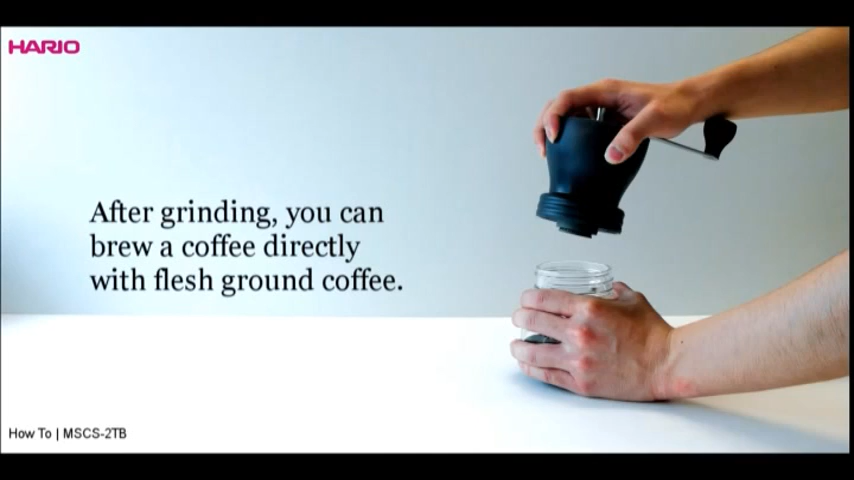 HARIO
After grinding, you can
brew a coffee directly
with flesh ground coffee.
How To | MSCS-2TB